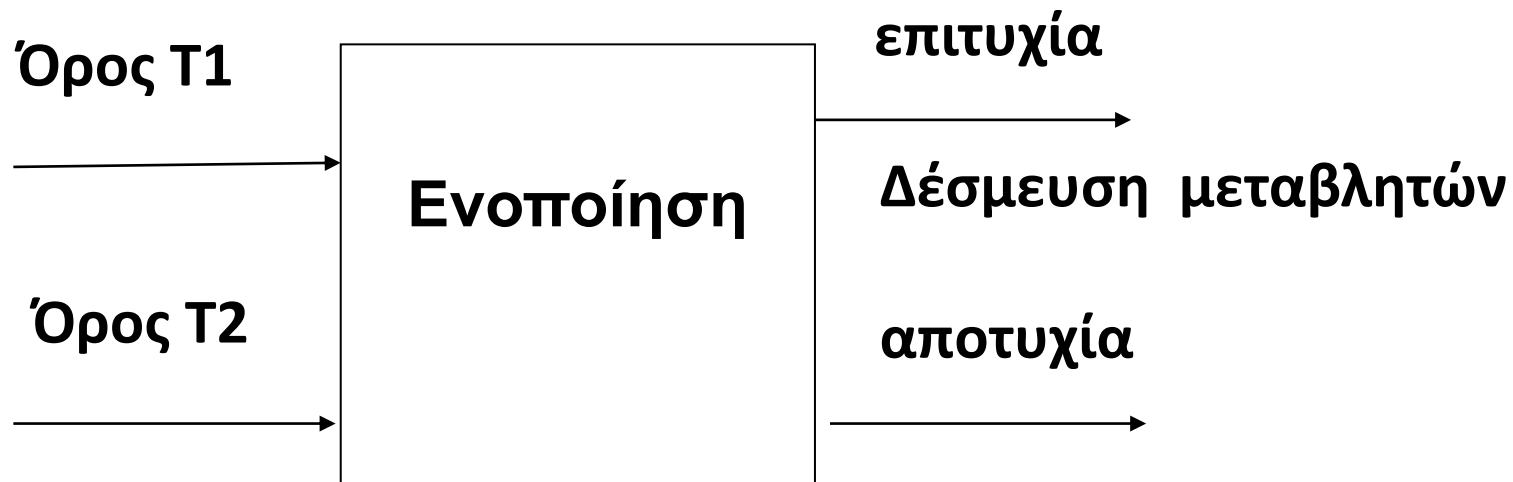 Όρος Τ1
επιτυχία
Ενοποίηση
Δέσμευση μεταβλητών
Όρος Τ2
αποτυχία